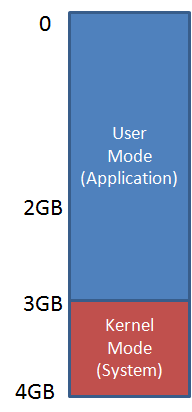 0
User
Mode
(Application)
2GB
3GB
Kernel
Mode
(System)
4GB